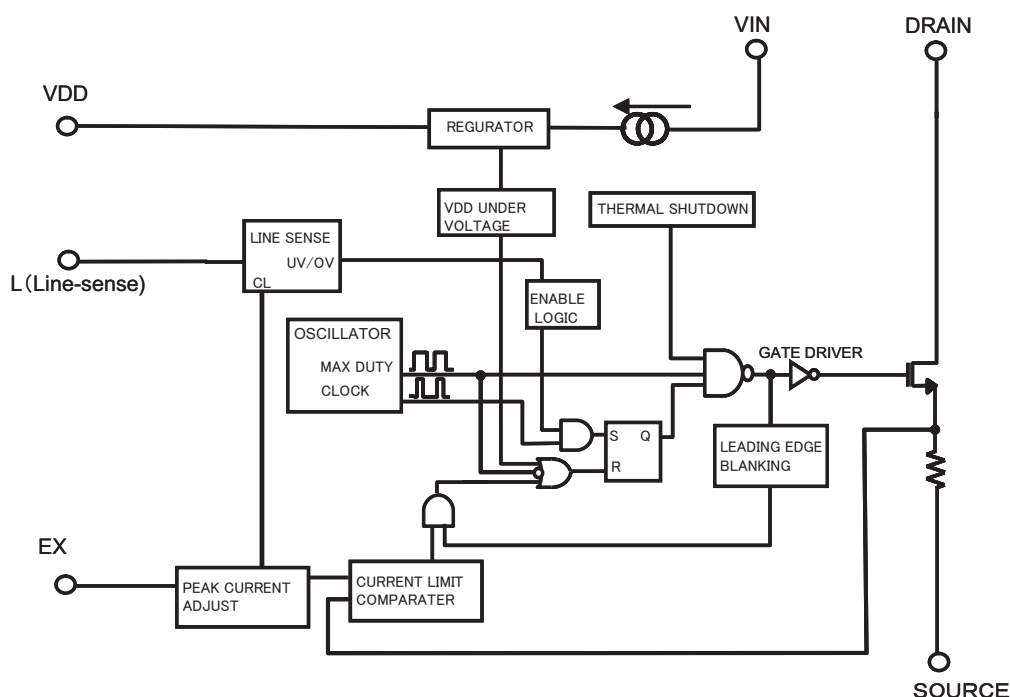 VIN
DRAIN
VDD
REGURATOR
VDD UNDER
VOLTAGE
THERMAL SHUTDOWN
LINE SENSE
UV/OV
CL
L(Line-sense)
ENABLE
LOGIC
OSCILLATOR
MAX DUTY
CLOCK
GATE DRIVER
S Q
R
LEADING EDGE
BLANKING
EX
PEAK CURRENT
ADJUST
CURRENT LIMIT
COMPARATER
SOURCE